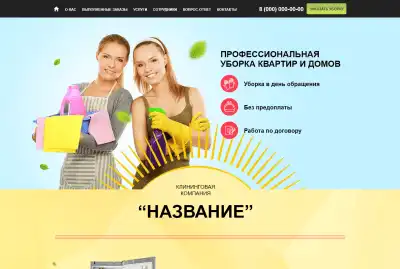 О НАС ВЫПОЛНЕННЫЕ ЗАКАЗЫ УСЛУГИ СОТРУДНИКИ ВОПРОС-ОТВЕТ КОНТАКТЫ 8 (000) 000-00-00 ЗАКАЗАТЬ УБОРКУ
ПРОФЕССИОНАЛЬНАЯ
УБОРКА КВАРТИР И ДОМОВ
Уборка в день обращения
Без предоплаты
Работа по договору
КЛИНИНГОВАЯ
КОМПАНИЯ
“НАЗВАНИЕ”